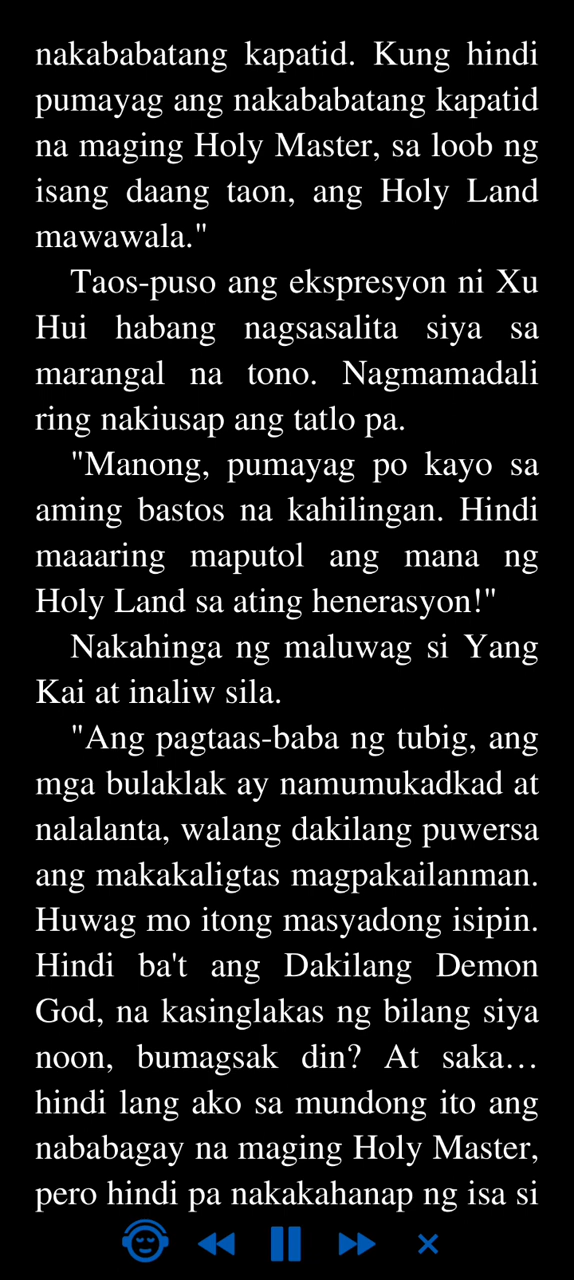 nakababatang kapatid. Kung hindi
pumayag ang nakababatang kapatid
na maging Holy Master, sa loob ng
isang daang taon, ang Holy Land
mawawala."
Taos-puso ang ekspresyon ni Xu
Hui habang nagsasalita siya sa
marangal na tono. Nagmamadali
ring nakiusap ang tatlo pa.
"Manong, pumayag po kayo sa
aming bastos na kahilingan. Hindi
maaaring maputol ang mana ng
Holy Land sa ating henerasyon!"
Nakahinga ng maluwag si Yang
Kai at inaliw sila.
"Ang pagtaas-baba ng tubig, ang
mga bulaklak ay namumukadkad at
nalalanta, walang dakilang puwersa
ang makakaligtas magpakailanman.
Huwag mo itong masyadong isipin.
Hindi ba't ang Dakilang Demon
God, na kasinglakas ng bilang siya
noon, bumagsak din? At saka…
hindi lang ako sa mundong ito ang
nababagay na maging Holy Master,
pero hindi pa nakakahanap ng isa si